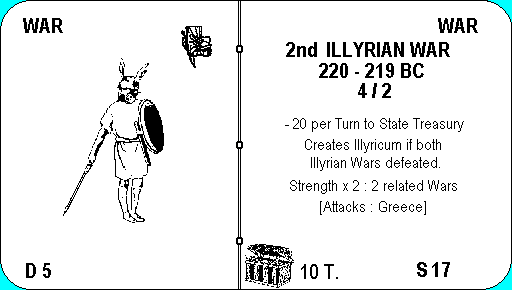 WAR
D 5
WAR
2nd ILLYRIAN WAR
220 - 219 BC
4 / 2
- 20 per Turn to State Treasury
Creates Illyricum if both
Illyrian Wars defeated.
Strength x 2 : 2 related Wars
[Attacks : Greece]
10 T.
S 17